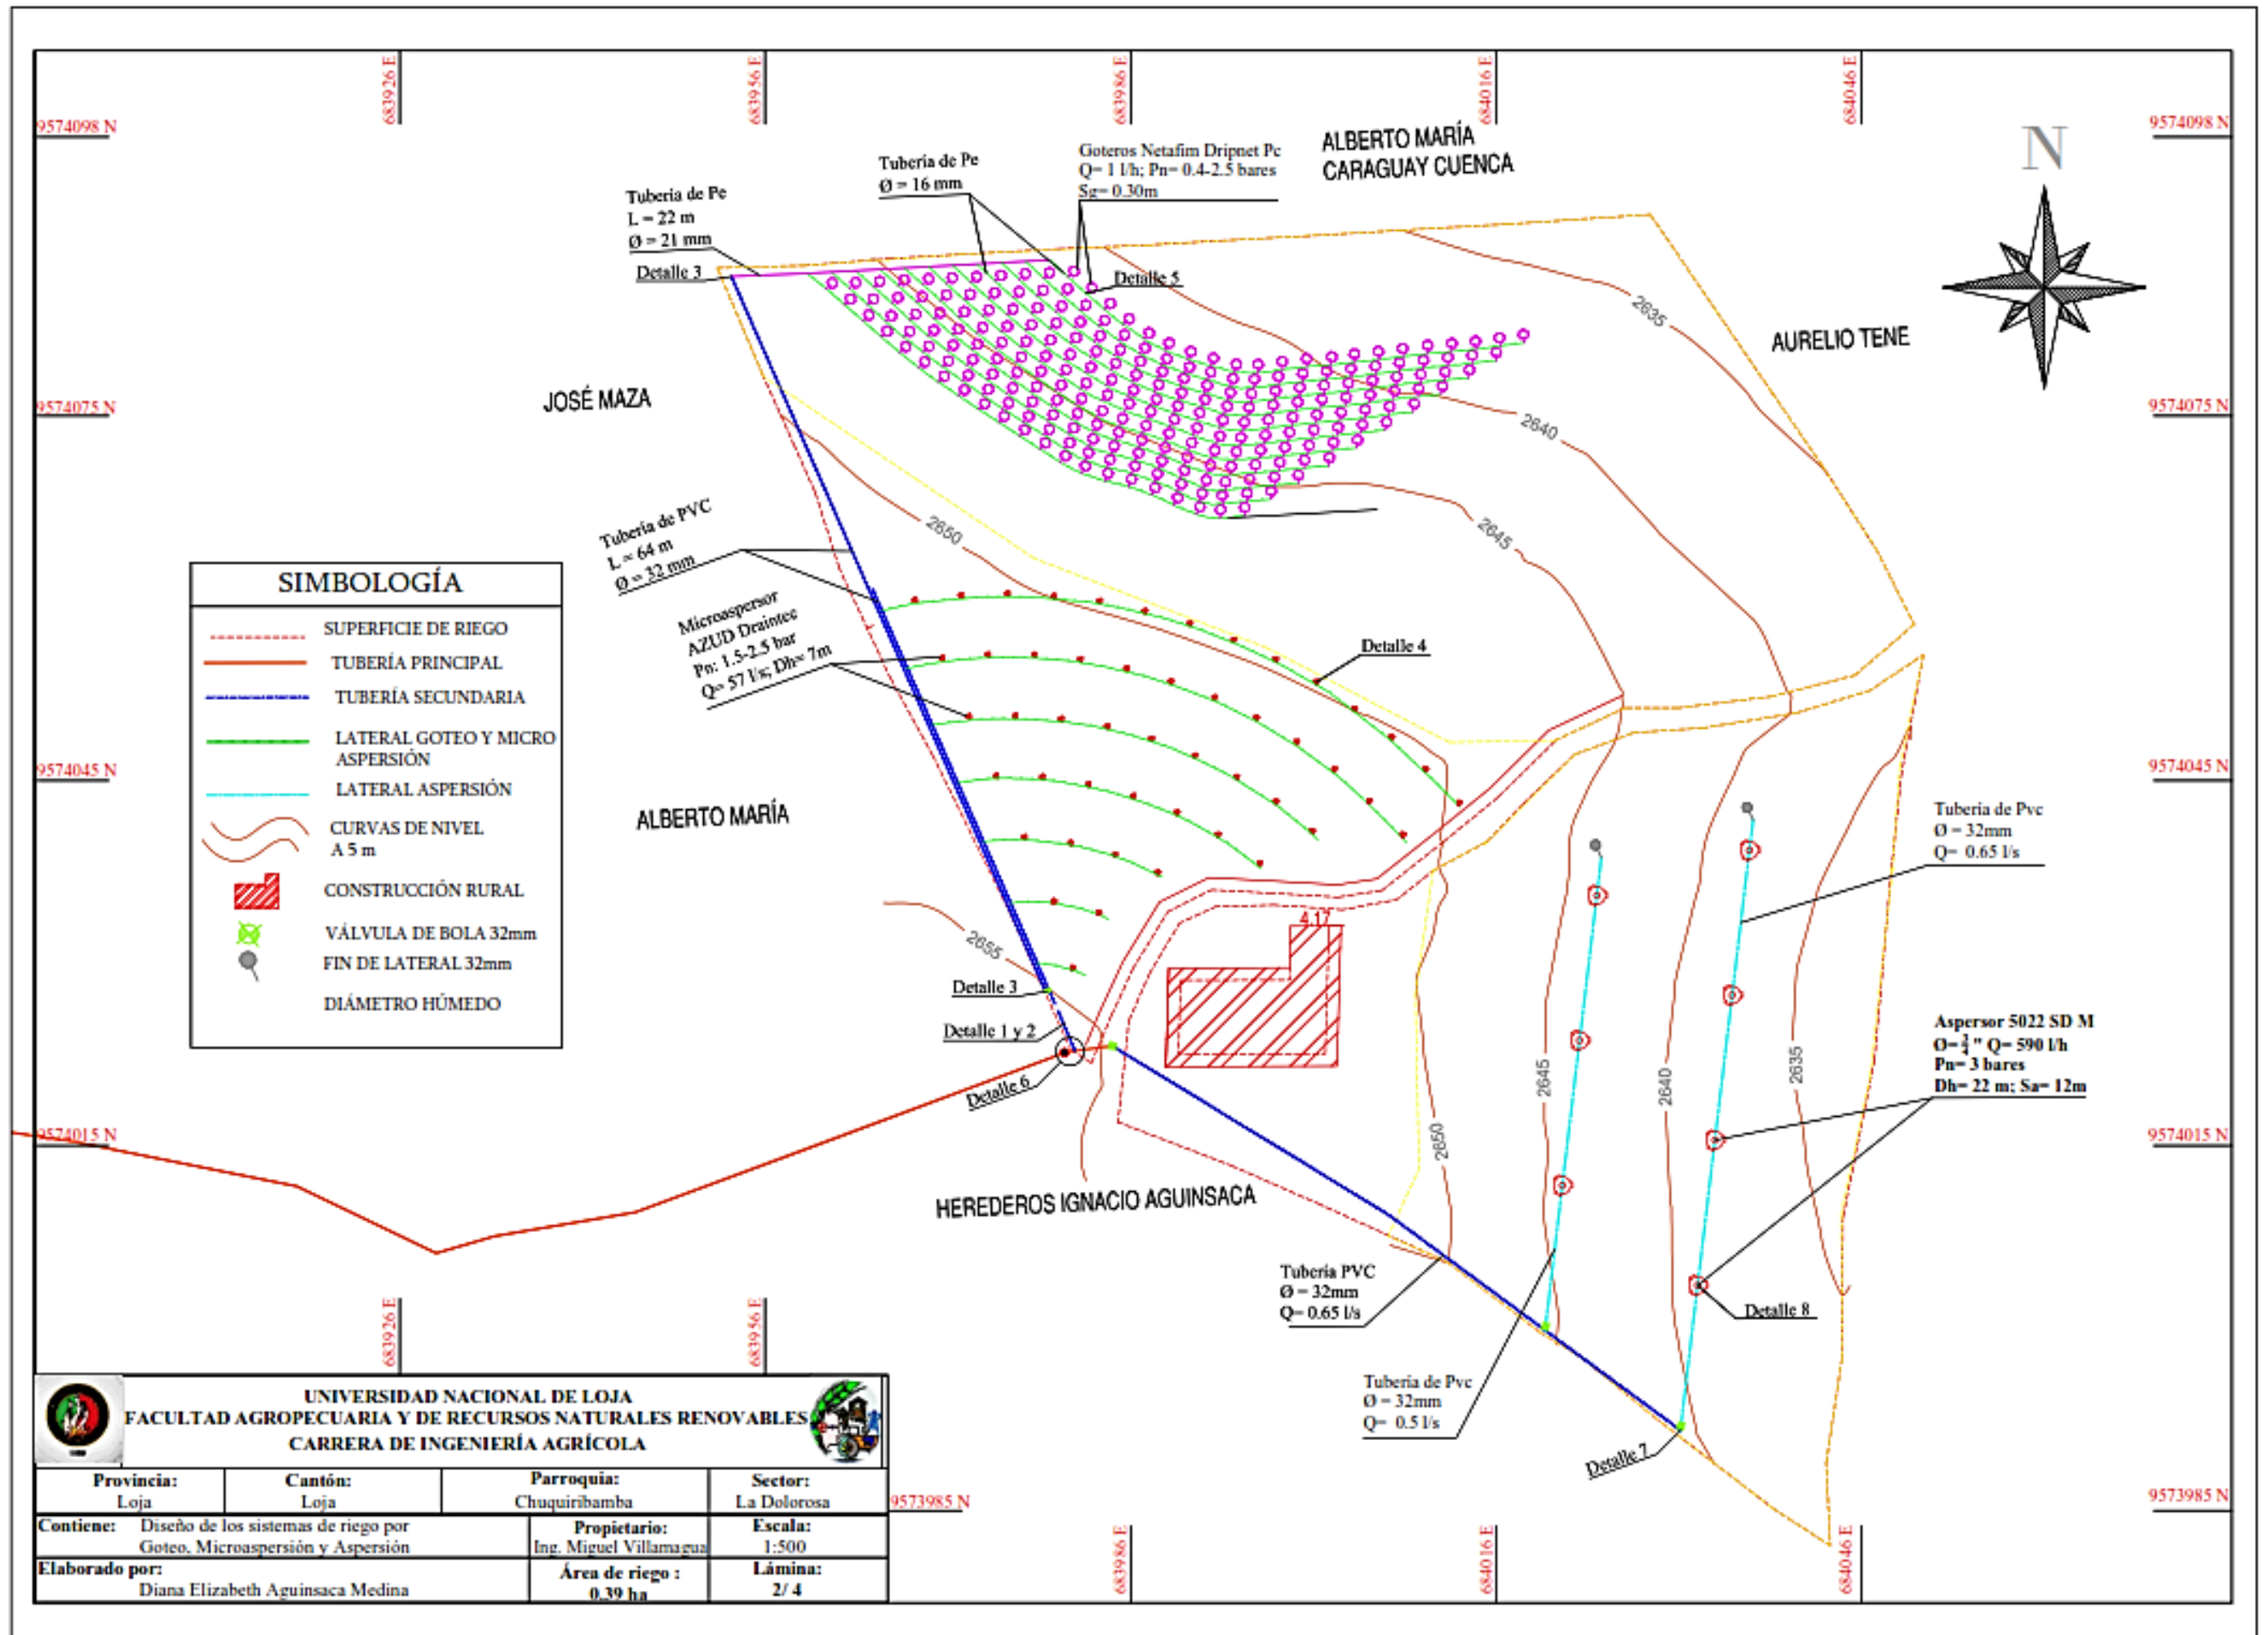 683926 E
683956 E
683986 E
684016 E
684046 E
9574098 N
9574098 N
N
ALBERTO MARÍA
CARAGUAY CUENCA
Goteros Netafim Dripnet Pc
Q= 1 l/h; Pn= 0.4-2.5 bares
Sg= 0.30m
Tubería de Pe
Ø = 16 mm
Tubería de Pe
L = 22 m
Ø = 21 mm
Detalle 3
Detalle 5
2635
AURELIO TENE
JOSÉ MAZA
9574075 N
9574075 N
2640
2645
2650
Tubería de PVC
L = 64 m
Ø = 32 mm
Microaspersor
AZUD Draintec
Pn: 1.5-2.5 bar
Q= 57 l/s; Dh= 7m
Detalle 4
SIMBOLOGÍA
SUPERFICIE DE RIEGO
TUBERÍA PRINCIPAL
TUBERÍA SECUNDARIA
LATERAL GOTEO Y MICRO
ASPERSIÓN
LATERAL ASPERSIÓN
CURVAS DE NIVEL
A 5 m
CONSTRUCCIÓN RURAL
VÁLVULA DE BOLA 32mm
FIN DE LATERAL 32mm
DIÁMETRO HÚMEDO
9574045 N
9574045 N
ALBERTO MARÍA
Tubería de Pvc
Ø = 32mm
Q= 0.65 l/s
4.17
2655
Detalle 3
Detalle 1 y 2
Detalle 6
Aspersor 5022 SD M
Ø= 3/4 " Q= 590 l/h
Pn= 3 bares
Dh= 22 m; Sa= 12m
2650
2645
2640
2635
9574015 N
9574015 N
HEREDEROS IGNACIO AGUINSACA
Tubería PVC
Ø = 32mm
Q= 0.65 l/s
Detalle 8
Tubería de Pvc
Ø = 32mm
Q= 0.5 l/s
Detalle 7
683926 E
683956 E
UNIVERSIDAD NACIONAL DE LOJA
FACULTAD AGROPECUARIA Y DE RECURSOS NATURALES RENOVABLES
CARRERA DE INGENIERÍA AGRÍCOLA
Provincia:
Loja
Cantón:
Loja
Parroquia:
Chuquiribamba
Sector:
La Dolorosa
Contiene: Diseño de los sistemas de riego por
Goteo, Microaspersión y Aspersión
Propietario:
Ing. Miguel Villamagua
Escala:
1:500
Elaborado por:
Diana Elizabeth Aguinsaca Medina
Área de riego :
0.39 ha
Lámina:
2/ 4
9573985 N
9573985 N
683986 E
684016 E
684046 E